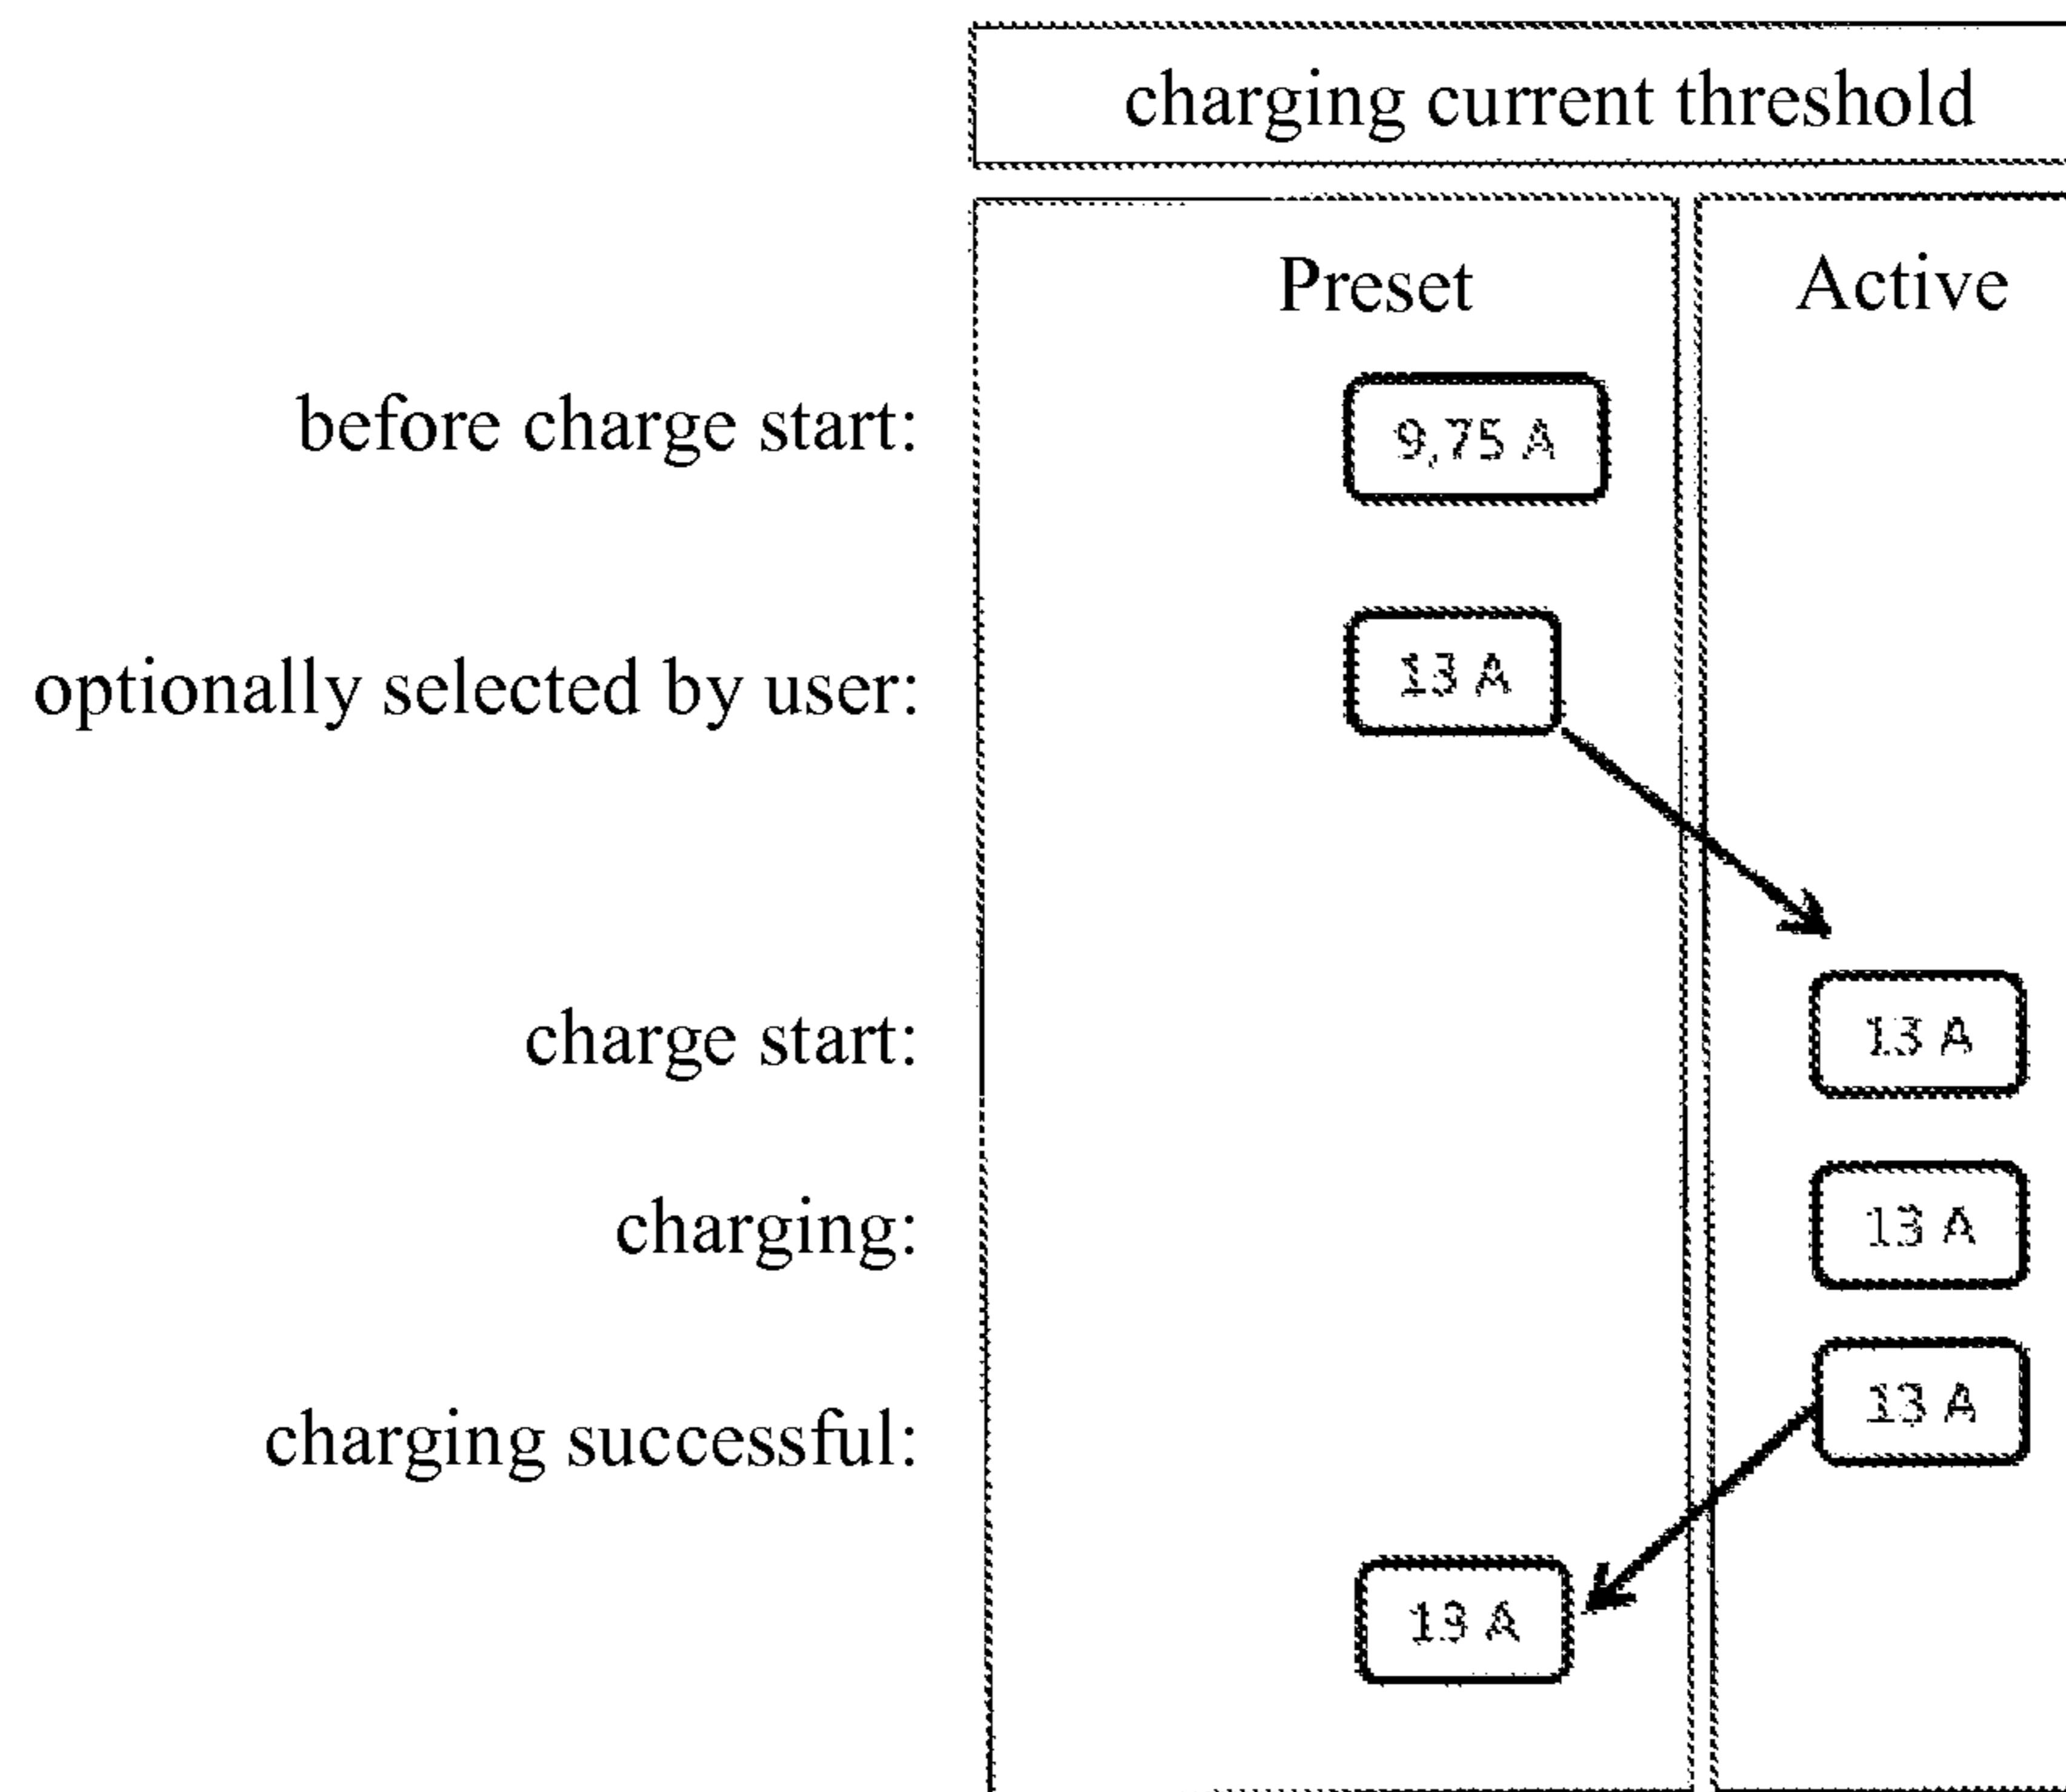 charging current threshold
Preset Active
before charge start: 9,75 A
optionally selected by user: 13 A
charge start: 13 A
charging: 13 A
charging successful: 13 A
13 A